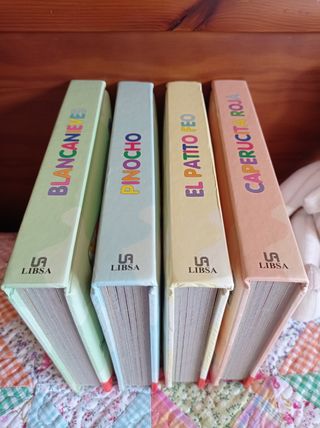 BLANCANIEVES
LIBSA
PINOCHO
LIBSA
EL PATITO FEO
LIBSA
CAPERUCITA ROJA
LIBSA